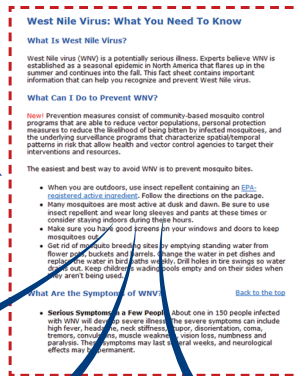 West Nile Virus: What You Need To Know
What Is West Nile Virus?
West Nile virus (WNV) is a potentially serious illness. Experts believe WNV is
established as a seasonal epidemic in North America that flares up in the
summer and continues into the fall. This fact sheet contains important
information that can help you recognize and prevent West Nile virus.
What Can I Do to Prevent WNV?
New! Prevention measures consist of community-based mosquito control
programs that are able to reduce vector populations, personal protection
measures to reduce the likelihood of being bitten by infected mosquitoes, and
the underlying surveillance programs that characterize spatial/temporal
patterns in risk that allow health and vector control agencies to target their
interventions and resources.
The easiest and best way to avoid WNV is to prevent mosquito bites.
• When you are outdoors, use insect repellent containing an EPA-
registered active ingredient. Follow the directions on the package.
• Many mosquitoes are most active at dusk and dawn. Be sure to use
insect repellent and wear long sleeves and pants at these times or
consider staying indoors during these hours.
• Make sure you have good screens on your windows and doors to keep
mosquitoes out.
• Get rid of mosquito breeding sites by emptying standing water from
flower pots, buckets and barrels. Change the water in pet dishes and
replace the water in bird baths weekly. Drill holes in tire swings so water
drains out. Keep children's wading pools empty and on their sides when
they aren't being used.
What Are the Symptoms of WNV? Back to the top
• Serious Symptoms in a Few People. About one in 150 people infected
with WNV will develop severe illness. The severe symptoms can include
high fever, headache, neck stiffness, stupor, disorientation, coma,
tremors, convulsions, muscle weakness, vision loss, numbness and
paralysis. These symptoms may last several weeks, and neurological
effects may be permanent.